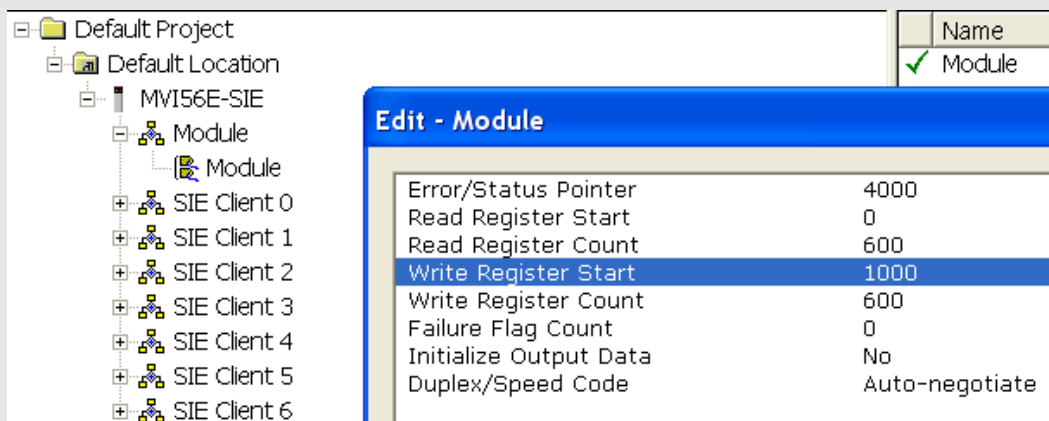 Default Project
Default Location
MVI56E-SIE
Module
Module
SIE Client 0
SIE Client 1
SIE Client 2
SIE Client 3
SIE Client 4
SIE Client 5
SIE Client 6
Name
Module
Edit - Module
Error/Status Pointer 4000
Read Register Start 0
Read Register Count 600
Write Register Start 1000
Write Register Count 600
Failure Flag Count 0
Initialize Output Data No
Duplex/Speed Code Auto-negotiate